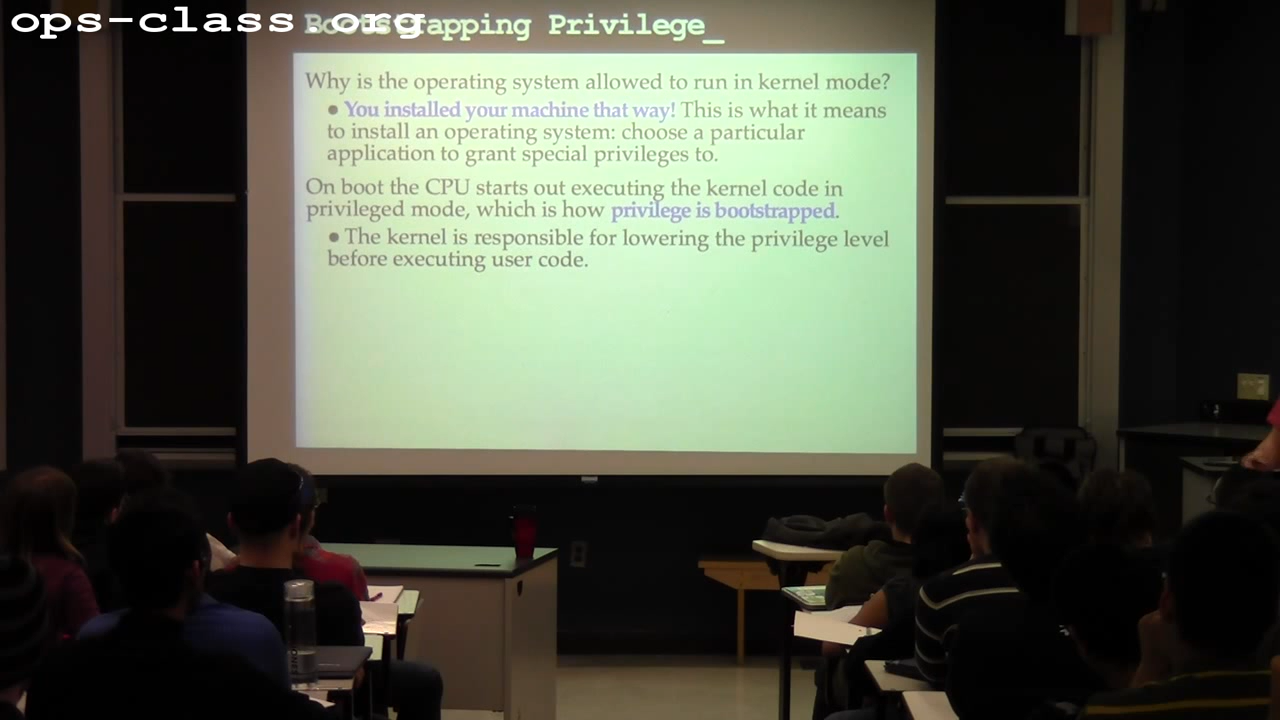 ops-class.org
Bootstrapping Privilege_
Why is the operating system allowed to run in kernel mode?
● You installed your machine that way! This is what it means
to install an operating system: choose a particular
application to grant special privileges to.
On boot the CPU starts out executing the kernel code in
privileged mode, which is how privilege is bootstrapped.
● The kernel is responsible for lowering the privilege level
before executing user code.